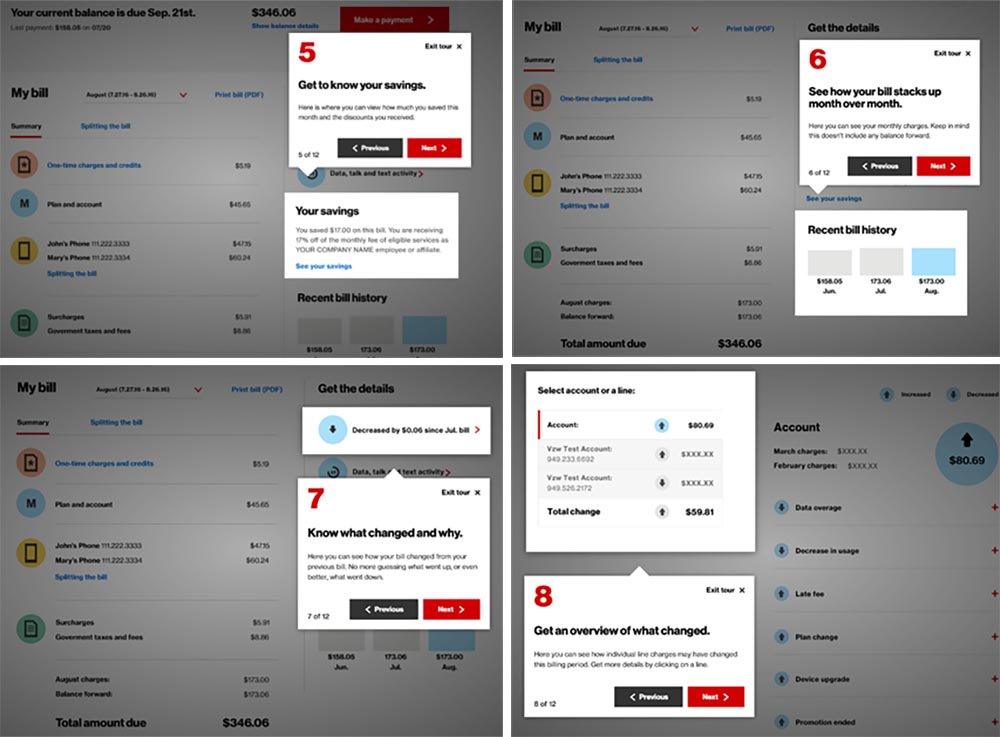 Your current balance is due Sep. 21st.
Last payment: $158.05 on 07/20
$346.06
Show balance details
Make a payment
My bill
August (7.27.16 - 8.26.16)
Print bill (PDF)
Summary
Splitting the bill
One-time charges and credits $5.19
M Plan and account $45.65
John's Phone 111.222.3333 $47.15
Mary's Phone 111.222.3334 $60.24
Splitting the bill
Surcharges $5.91
Goverment taxes and fees $8.86
Exit tour ×
5
Get to know your savings.
Here is where you can view how much you saved this
month and the discounts you received.
5 of 12
Previous
Next
Data, talk and text activity
Your savings
You saved $17.00 on this bill. You are receiving
17% off of the monthly fee of eligible services as
YOUR COMPANY NAME employee or affiliate.
See your savings
Recent bill history
$158.05 173.06 $173.00
My bill
August (7.27.16 - 8.26.16)
Print bill (PDF)
Get the details
Summary
Splitting the bill
One-time charges and credits $5.19
M Plan and account $45.65
John's Phone 111.222.3333 $47.15
Mary's Phone 111.222.3334 $60.24
Splitting the bill
Surcharges $5.91
Goverment taxes and fees $8.86
August charges: $173.00
Balance forward: $173.06
Total amount due $346.06
Exit tour ×
6
See how your bill stacks up
month over month.
Here you can see your monthly charges. Keep in mind
this doesn't include any balance forward.
6 of 12
Previous
Next
See your savings
Recent bill history
$158.05 173.06 $173.00
Jun. Jul. Aug.
My bill
August (7.27.16 - 8.26.16)
Print bill (PDF)
Get the details
Summary
Splitting the bill
One-time charges and credits $5.19
M Plan and account $45.65
John's Phone 111.222.3333 $47.15
Mary's Phone 111.222.3334 $60.24
Splitting the bill
Surcharges $5.91
Goverment taxes and fees $8.86
August charges: $173.00
Balance forward: $173.06
Total amount due $346.06
Decreased by $0.06 since Jul. bill
Data, talk text activity
Exit tour ×
7
Know what changed and why.
Here you can see how your bill changed from your
previous bill. No more guessing what went up, or even
better, what went down.
7 of 12
Previous
Next
$158.05 173.06 $173.00
Jun. Jul. Aug.
Select account or a line:
Account: $80.69
Vzw Test Account:
949.233.6692 $XXX.XX
Vzw Test Account:
949.526.2172 $XXX.XX
Total change $59.81
Exit tour ×
8
Get an overview of what changed.
Here you can see how individual line charges may have changed
this billing period. Get more details by clicking on a line.
8 of 12
Previous
Next
Increased
Decreased
Account
March charges: $XXX.XX
February charges: $XXX.XX
$80.69
Data overage +
Decrease in usage +
Late fee +
Plan change +
Device upgrade +
Promotion ended +